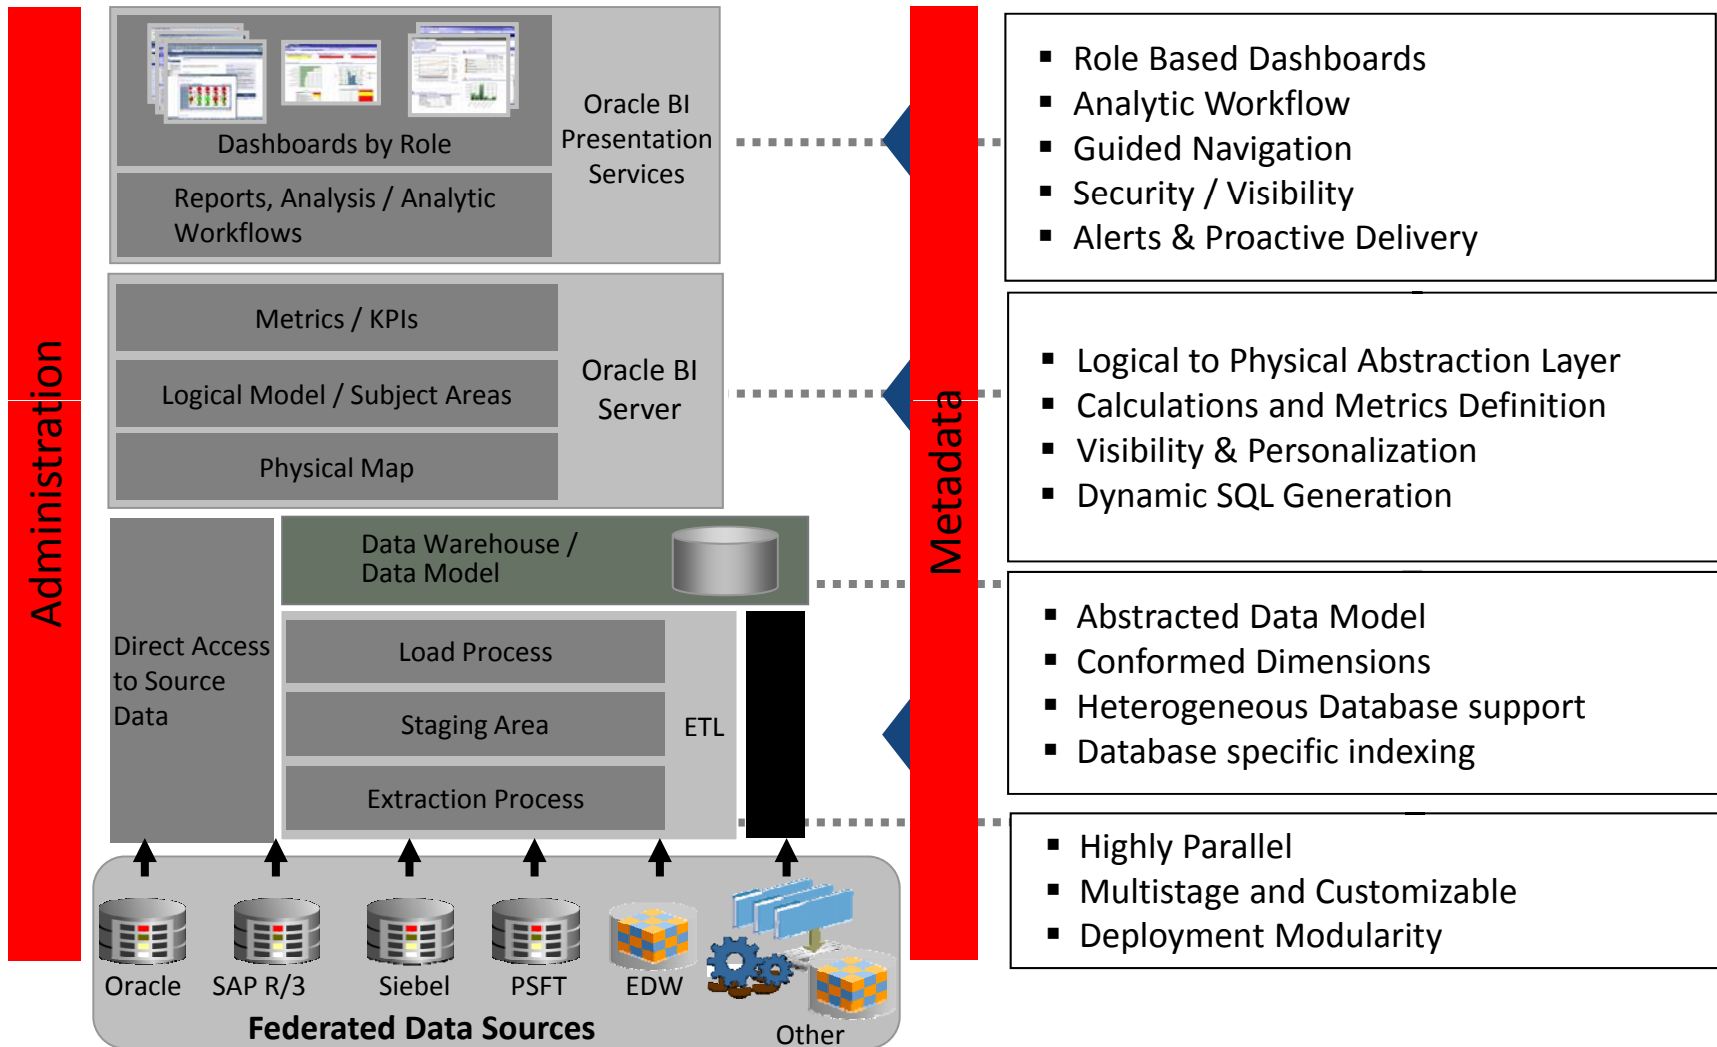 Administration
Dashboards by Role
Reports, Analysis / Analytic
Workflows
Oracle BI
Presentation
Services
Metrics / KPIs
Logical Model / Subject Areas
Physical Map
Oracle BI
Server
Data Warehouse /
Data Model
Direct Access
to Source
Data
Load Process
Staging Area
Extraction Process
ETL
Oracle
SAP R/3
Siebel
PSFT
EDW
Other
Federated Data Sources
Metadata
▪ Role Based Dashboards
▪ Analytic Workflow
▪ Guided Navigation
▪ Security / Visibility
▪ Alerts & Proactive Delivery
▪ Logical to Physical Abstraction Layer
▪ Calculations and Metrics Definition
▪ Visibility & Personalization
▪ Dynamic SQL Generation
▪ Abstracted Data Model
▪ Conformed Dimensions
▪ Heterogeneous Database support
▪ Database specific indexing
▪ Highly Parallel
▪ Multistage and Customizable
▪ Deployment Modularity